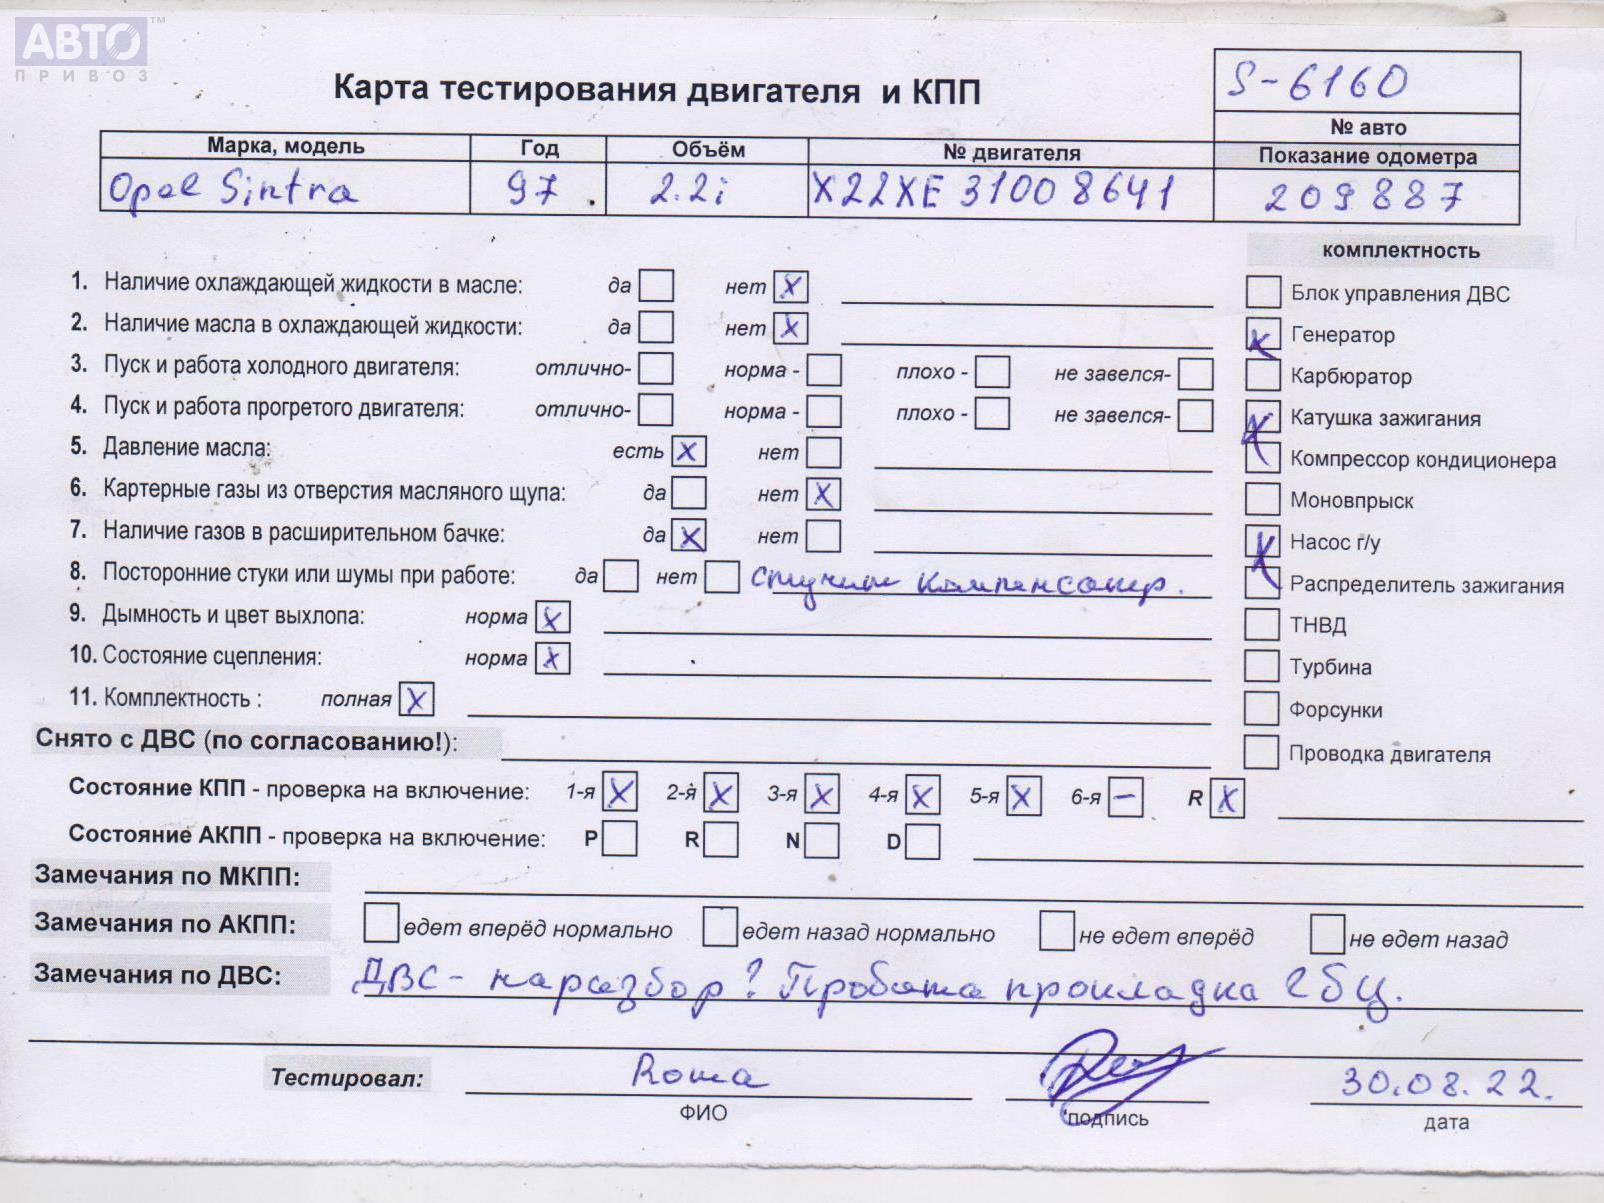 АВТО™
ПРИВОЗ
Карта тестирования двигателя и КПП
S-6160
№ авто
Марка, модель Год Объём № двигателя Показание одометра
Opel Sintra 97 2.2i X22XE 31008641 209887
комплектность
1. Наличие охлаждающей жидкости в масле: да нет X
Блок управления ДВС
2. Наличие масла в охлаждающей жидкости: да нет X
X Генератор
3. Пуск и работа холодного двигателя: отлично- норма - плохо - не завелся-
Карбюратор
4. Пуск и работа прогретого двигателя: отлично- норма - плохо - не завелся-
X Катушка зажигания
5. Давление масла: есть X нет
Компрессор кондиционера
6. Картерные газы из отверстия масляного щупа: да нет X
Моновпрыск
7. Наличие газов в расширительном бачке: да X нет
X Насос г/у
8. Посторонние стуки или шумы при работе: да нет стучит компенсатор.
Распределитель зажигания
9. Дымность и цвет выхлопа: норма X
ТНВД
10. Состояние сцепления: норма X
Турбина
11. Комплектность : полная X
Форсунки
Снято с ДВС (по согласованию!):
Проводка двигателя
Состояние КПП - проверка на включение: 1-я X 2-я X 3-я X 4-я X 5-я X 6-я – R X
Состояние АКПП - проверка на включение: P R N D
Замечания по МКПП:
Замечания по АКПП: едет вперёд нормально едет назад нормально не едет вперёд не едет назад
Замечания по ДВС: ДВС - на разбор? Пробита прокладка гбц.
Тестировал: Roma 30.08.22.
ФИО подпись дата